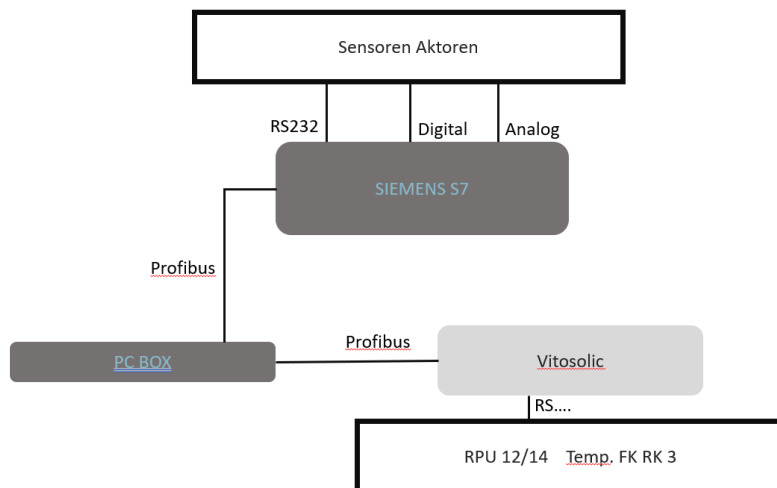 Sensoren Aktoren
RS232
Digital
Analog
SIEMENS S7
Profibus
Profibus
PC BOX
Vitosolic
RS....
RPU 12/14 Temp. FK RK 3